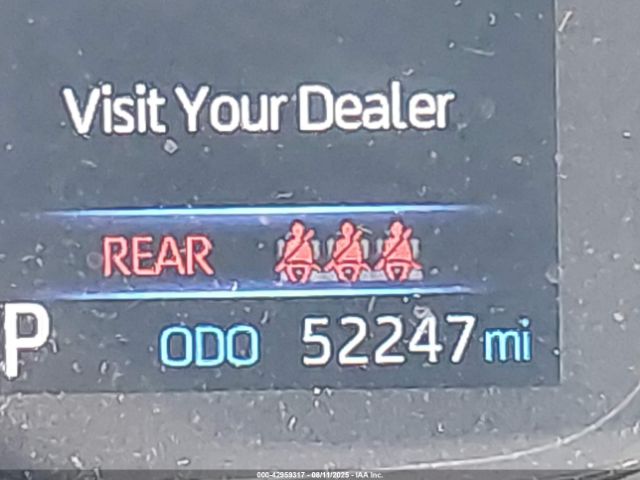 Visit Your Dealer
REAR
P
ODO 52247 mi
000-42959317 - 08/11/2025 - IAA Inc.